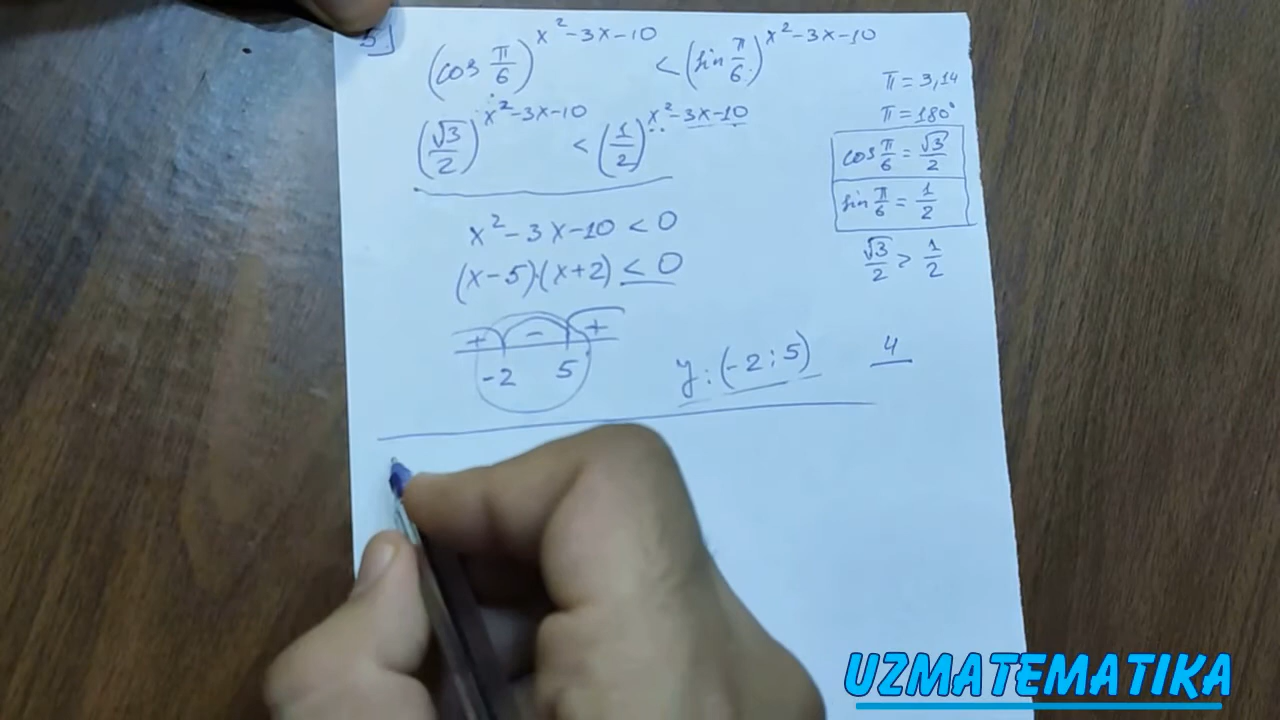 5.
(cos π/6)^(x²-3x-10) < (sin π/6)^(x²-3x-10)
π = 3,14
π = 180°
(√3/2)^(x²-3x-10) < (1/2)^(x²-3x-10)
cos π/6 = √3/2
sin π/6 = 1/2
x² - 3x - 10 < 0
√3/2 > 1/2
(x-5)·(x+2) < 0
+ - +
-2 5
y: (-2; 5)
4
UZMATEMATIKA